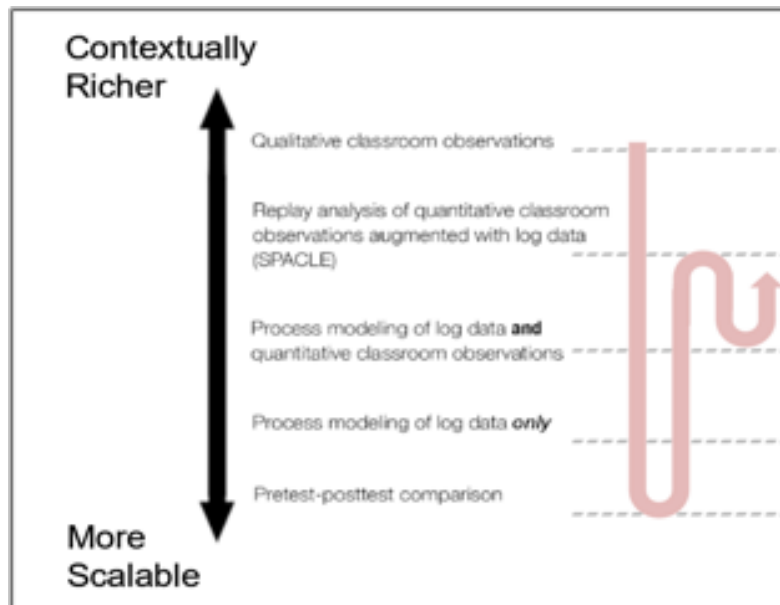 Contextually
Richer
Qualitative classroom observations
Replay analysis of quantitative classroom
observations augmented with log data
(SPACLE)
Process modeling of log data and
quantitative classroom observations
Process modeling of log data only
Pretest-posttest comparison
More
Scalable